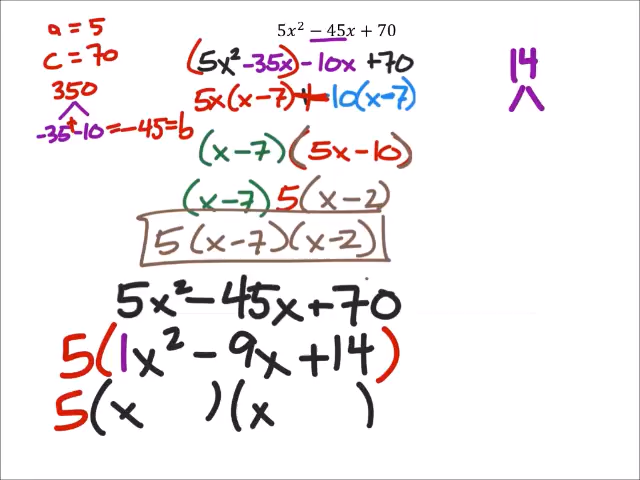 5x² − 45x + 70
a = 5
c = 70
350
-35 + -10 = -45 = b
(5x² -35x) -10x +70
5x(x-7) - 10(x-7)
(x-7)(5x-10)
(x-7) 5(x-2)
5(x-7)(x-2)
5x² - 45x + 70
5(1x² - 9x + 14)
5(x )(x )
14